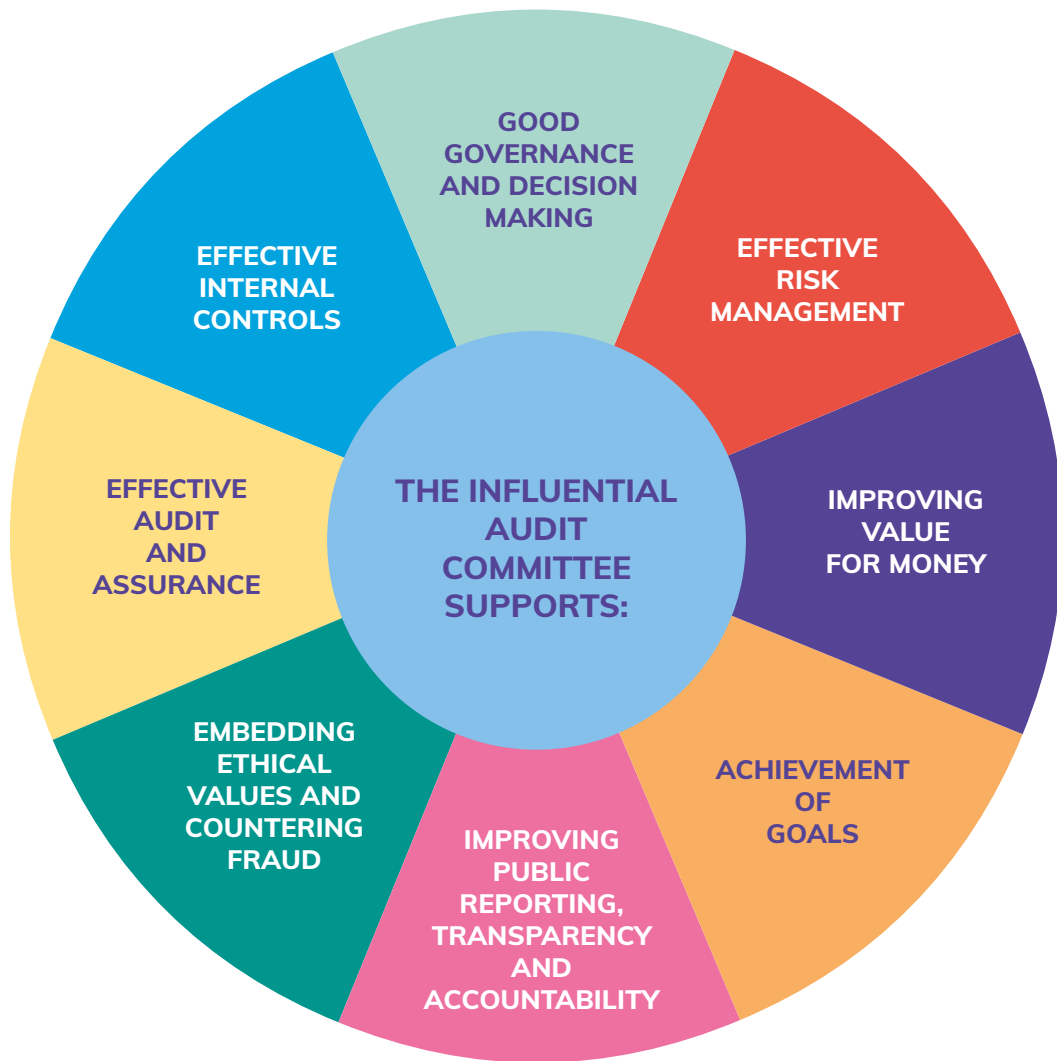 THE INFLUENTIAL
AUDIT
COMMITTEE
SUPPORTS:
GOOD
GOVERNANCE
AND DECISION
MAKING
EFFECTIVE
RISK
MANAGEMENT
IMPROVING
VALUE
FOR MONEY
ACHIEVEMENT
OF
GOALS
IMPROVING
PUBLIC
REPORTING,
TRANSPARENCY
AND
ACCOUNTABILITY
EMBEDDING
ETHICAL
VALUES AND
COUNTERING
FRAUD
EFFECTIVE
AUDIT
AND
ASSURANCE
EFFECTIVE
INTERNAL
CONTROLS